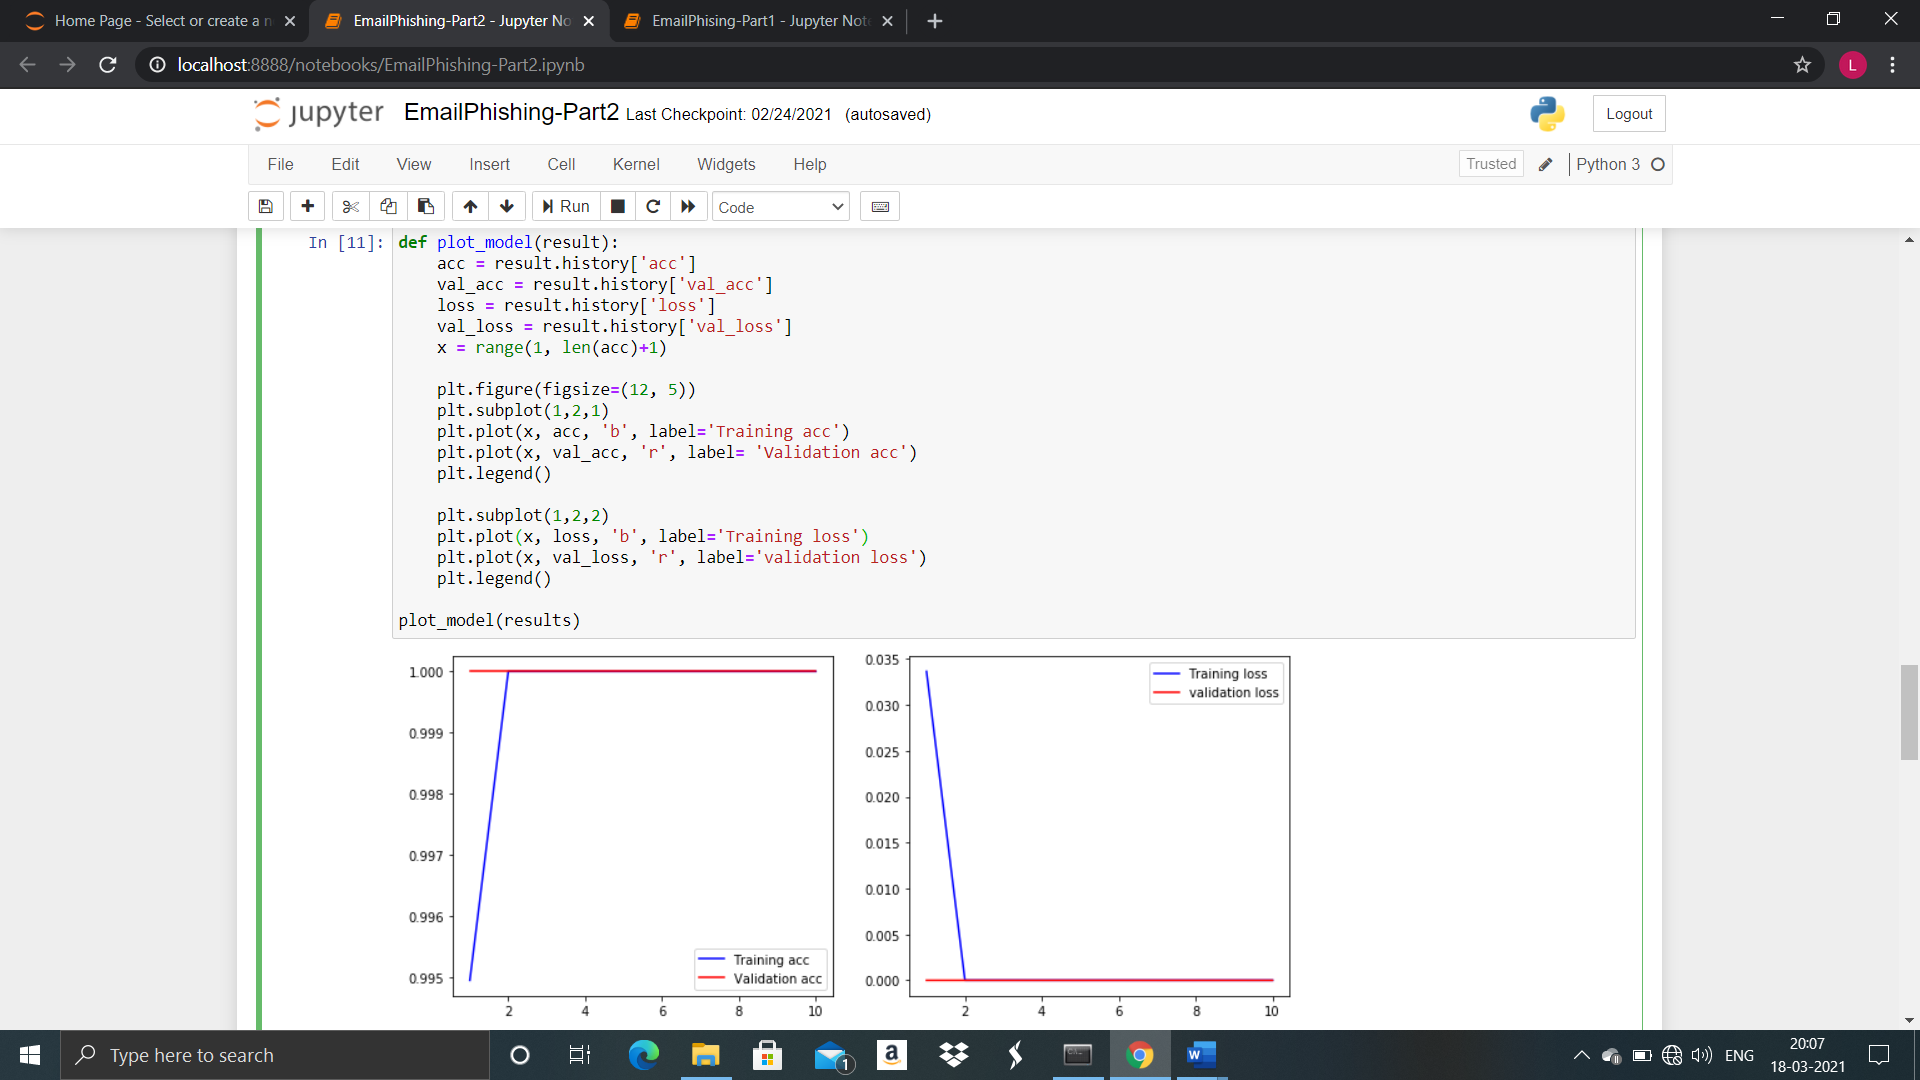 Home Page - Select or create a n
EmailPhishing-Part2 - Jupyter No
EmailPhising-Part1 - Jupyter Note
localhost:8888/notebooks/EmailPhishing-Part2.ipynb
L
jupyter EmailPhishing-Part2 Last Checkpoint: 02/24/2021 (autosaved)
Logout
File Edit View Insert Cell Kernel Widgets Help
Trusted Python 3
Run Code
In [11]: def plot_model(result):
    acc = result.history['acc']
    val_acc = result.history['val_acc']
    loss = result.history['loss']
    val_loss = result.history['val_loss']
    x = range(1, len(acc)+1)
    plt.figure(figsize=(12, 5))
    plt.subplot(1,2,1)
    plt.plot(x, acc, 'b', label='Training acc')
    plt.plot(x, val_acc, 'r', label= 'Validation acc')
    plt.legend()
    plt.subplot(1,2,2)
    plt.plot(x, loss, 'b', label='Training loss')
    plt.plot(x, val_loss, 'r', label='validation loss')
    plt.legend()
plot_model(results)
1.000
0.999
0.998
0.997
0.996
0.995
Training acc
Validation acc
2 4 6 8 10
0.035
0.030
0.025
0.020
0.015
0.010
0.005
0.000
Training loss
validation loss
2 4 6 8 10
Type here to search
1
a
W
ENG
20:07
18-03-2021